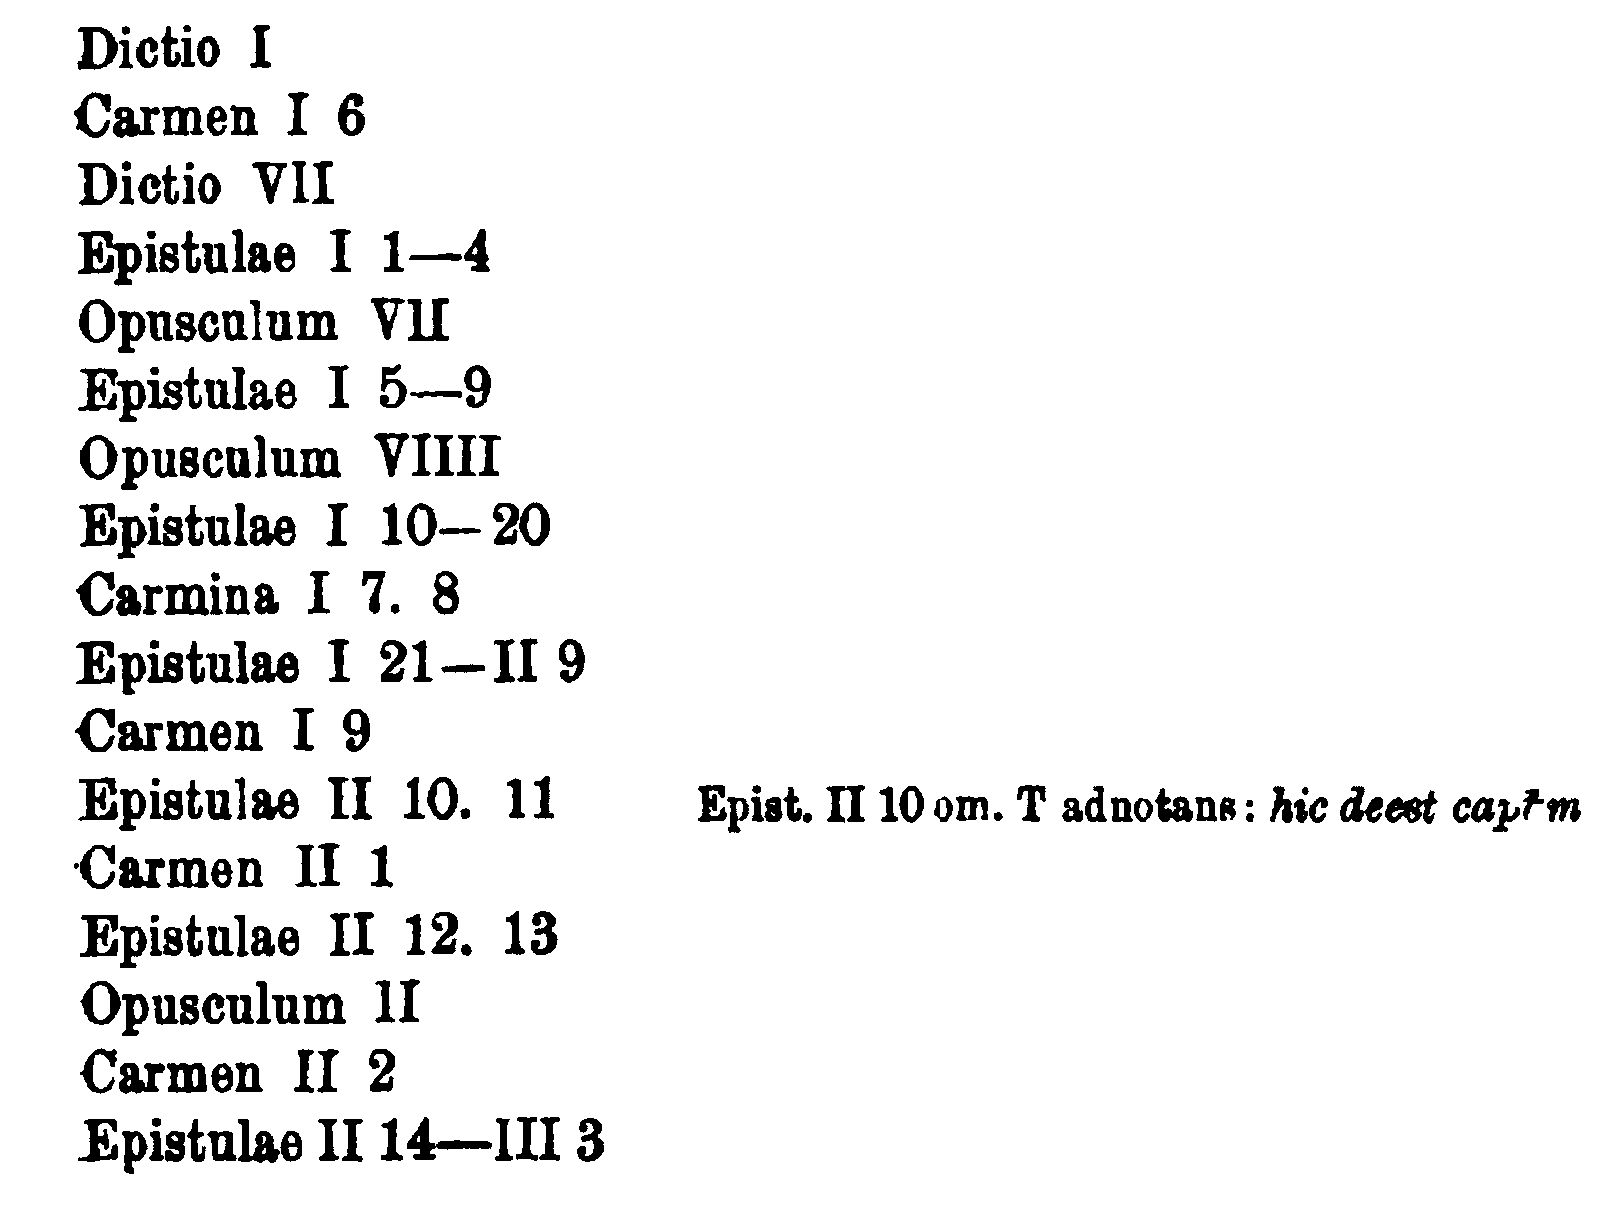 Dictio I
Carmen I 6
Dictio VII
Epistulae I 1—4
Opusculum VII
Epistulae I 5—9
Opusculum VIIII
Epistulae I 10—20
Carmina I 7. 8
Epistulae I 21—II 9
Carmen I 9
Epistulae II 10. 11 Epist. II 10 om. T adnotans: hic deest
Carmen II 1
Epistulae II 12. 13
Opusculum II
Carmen II 2
Epistulae II 14—III 3